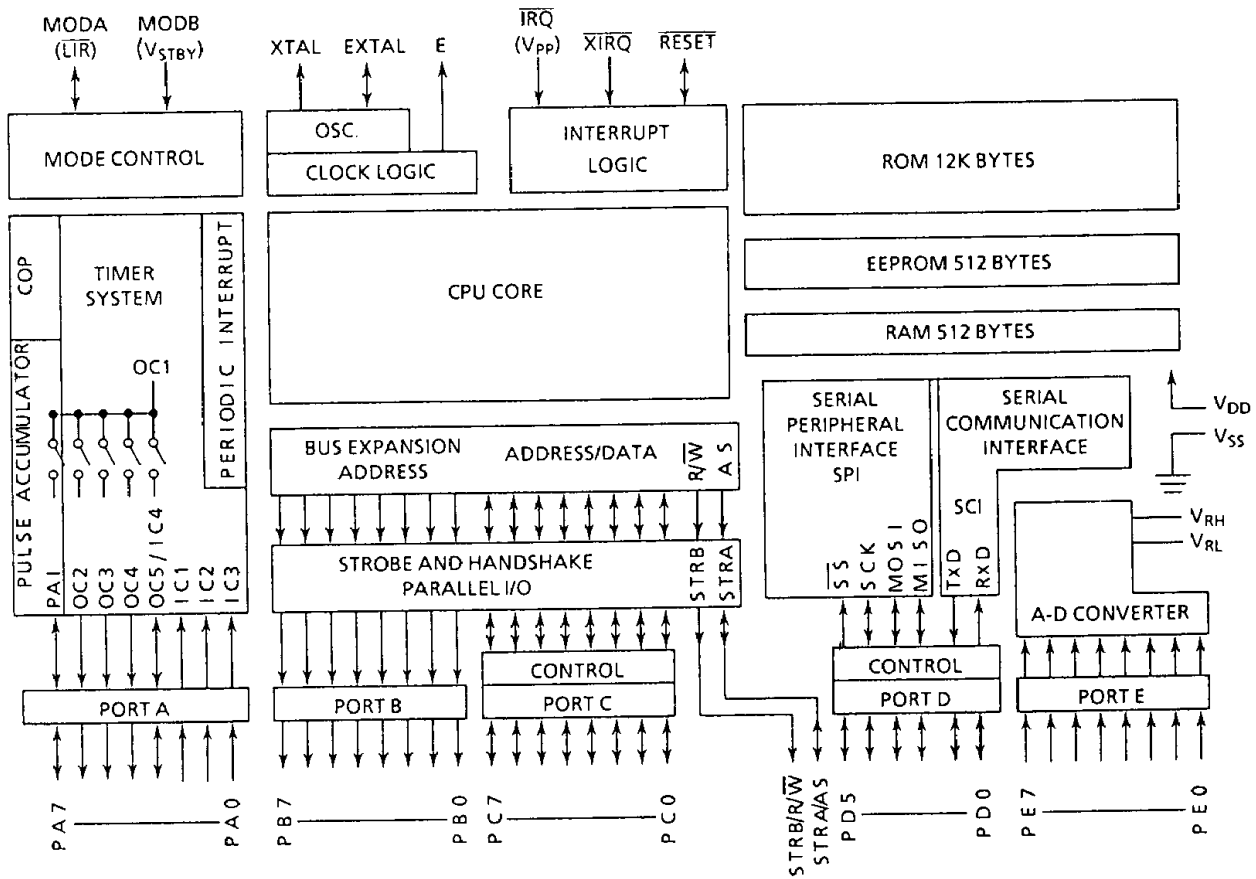 MODA
(LIR)
MODB
(VSTBY)
XTAL
EXTAL
E
IRQ
(VPP)
XIRQ
RESET
MODE CONTROL
OSC.
CLOCK LOGIC
INTERRUPT
LOGIC
ROM 12K BYTES
COP
TIMER
SYSTEM
PERIODIC INTERRUPT
CPU CORE
EEPROM 512 BYTES
RAM 512 BYTES
PULSE ACCUMULATOR
OC1
SERIAL
PERIPHERAL
INTERFACE
SPI
SERIAL
COMMUNICATION
INTERFACE
SCI
VDD
VSS
BUS EXPANSION
ADDRESS
ADDRESS/DATA
R/W
AS
VRH
VRL
PAI
OC2
OC3
OC4
OC5/IC4
IC1
IC2
IC3
STROBE AND HANDSHAKE
PARALLEL I/O
STRB
STRA
SS
SCK
MOSI
MISO
TxD
RxD
A-D CONVERTER
CONTROL
CONTROL
PORT A
PORT B
PORT C
PORT D
PORT E
PA7
PA0
PB7
PB0
PC7
PC0
STRB/R/W
STRA/AS
PD5
PD0
PE7
PE0